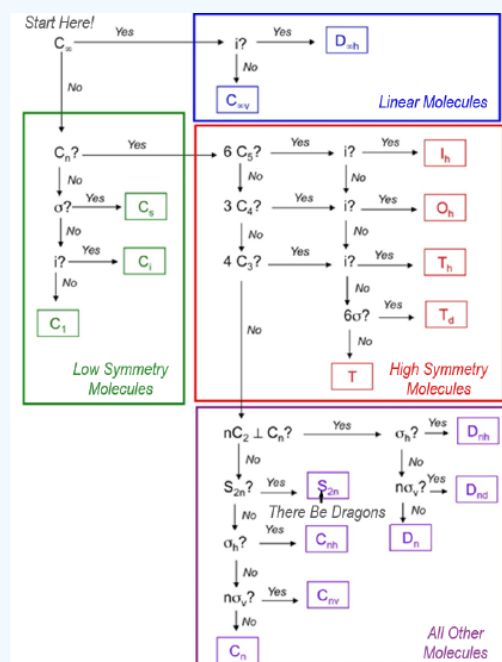 Start Here!
C∞ Yes i? Yes D∞h
No No
C∞v Linear Molecules
Cn? Yes 6 C5? Yes i? Yes Ih
No No No
σ? Yes Cs 3 C4? Yes i? Yes Oh
No No No
i? Yes Ci 4 C3? Yes i? Yes Th
No No
C1 No 6σ? Yes Td
No
Low Symmetry Molecules T High Symmetry Molecules
nC2 ⊥ Cn? Yes σh? Yes Dnh
No No
S2n? Yes S2n nσv? Yes Dnd
No There Be Dragons No
σh? Yes Cnh Dn
No
nσv? Yes Cnv
No
Cn All Other Molecules